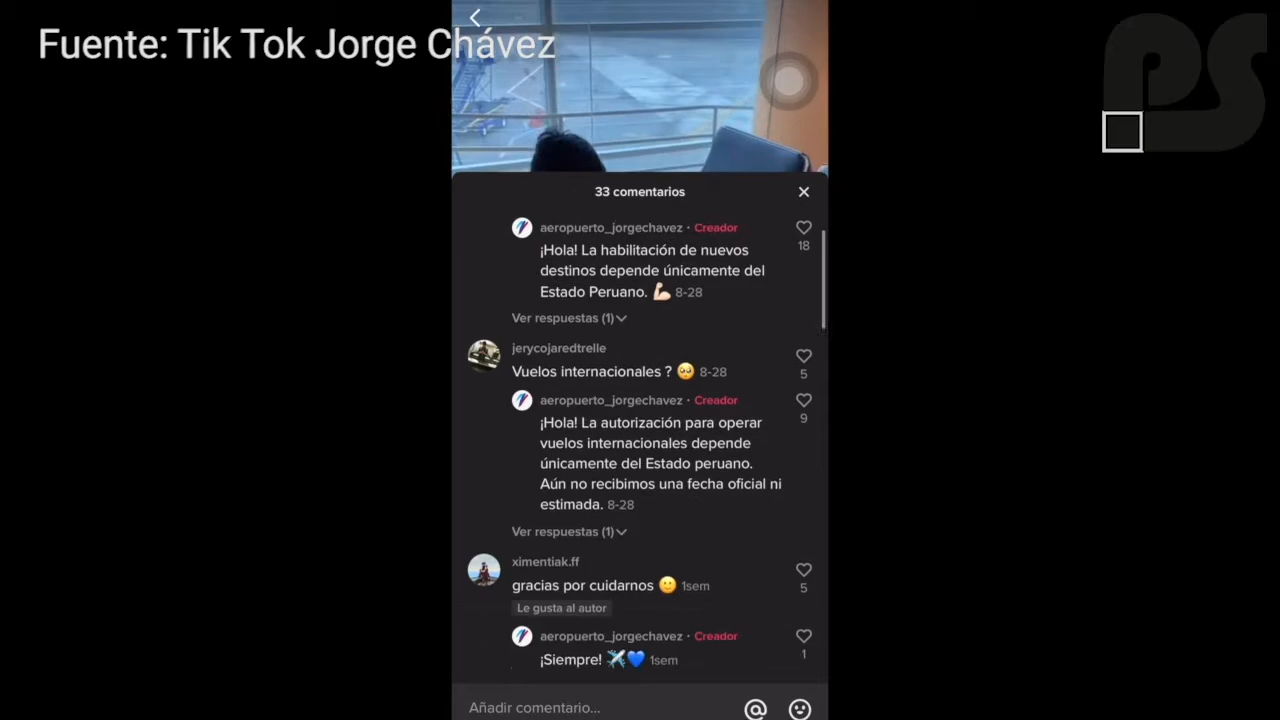 Fuente: Tik Tok Jorge Chávez
PS
33 comentarios
aeropuerto_jorgechavez · Creador
¡Hola! La habilitación de nuevos
destinos depende únicamente del
Estado Peruano. 💪🏻 8-28
18
Ver respuestas (1)
jerycojaredtrelle
Vuelos internacionales ? 🥺 8-28
5
aeropuerto_jorgechavez · Creador
¡Hola! La autorización para operar
vuelos internacionales depende
únicamente del Estado peruano.
Aún no recibimos una fecha oficial ni
estimada. 8-28
9
Ver respuestas (1)
ximentiak.ff
gracias por cuidarnos 🙂 1sem
5
Le gusta al autor
aeropuerto_jorgechavez · Creador
¡Siempre! ✈️💙 1sem
1
Añadir comentario...